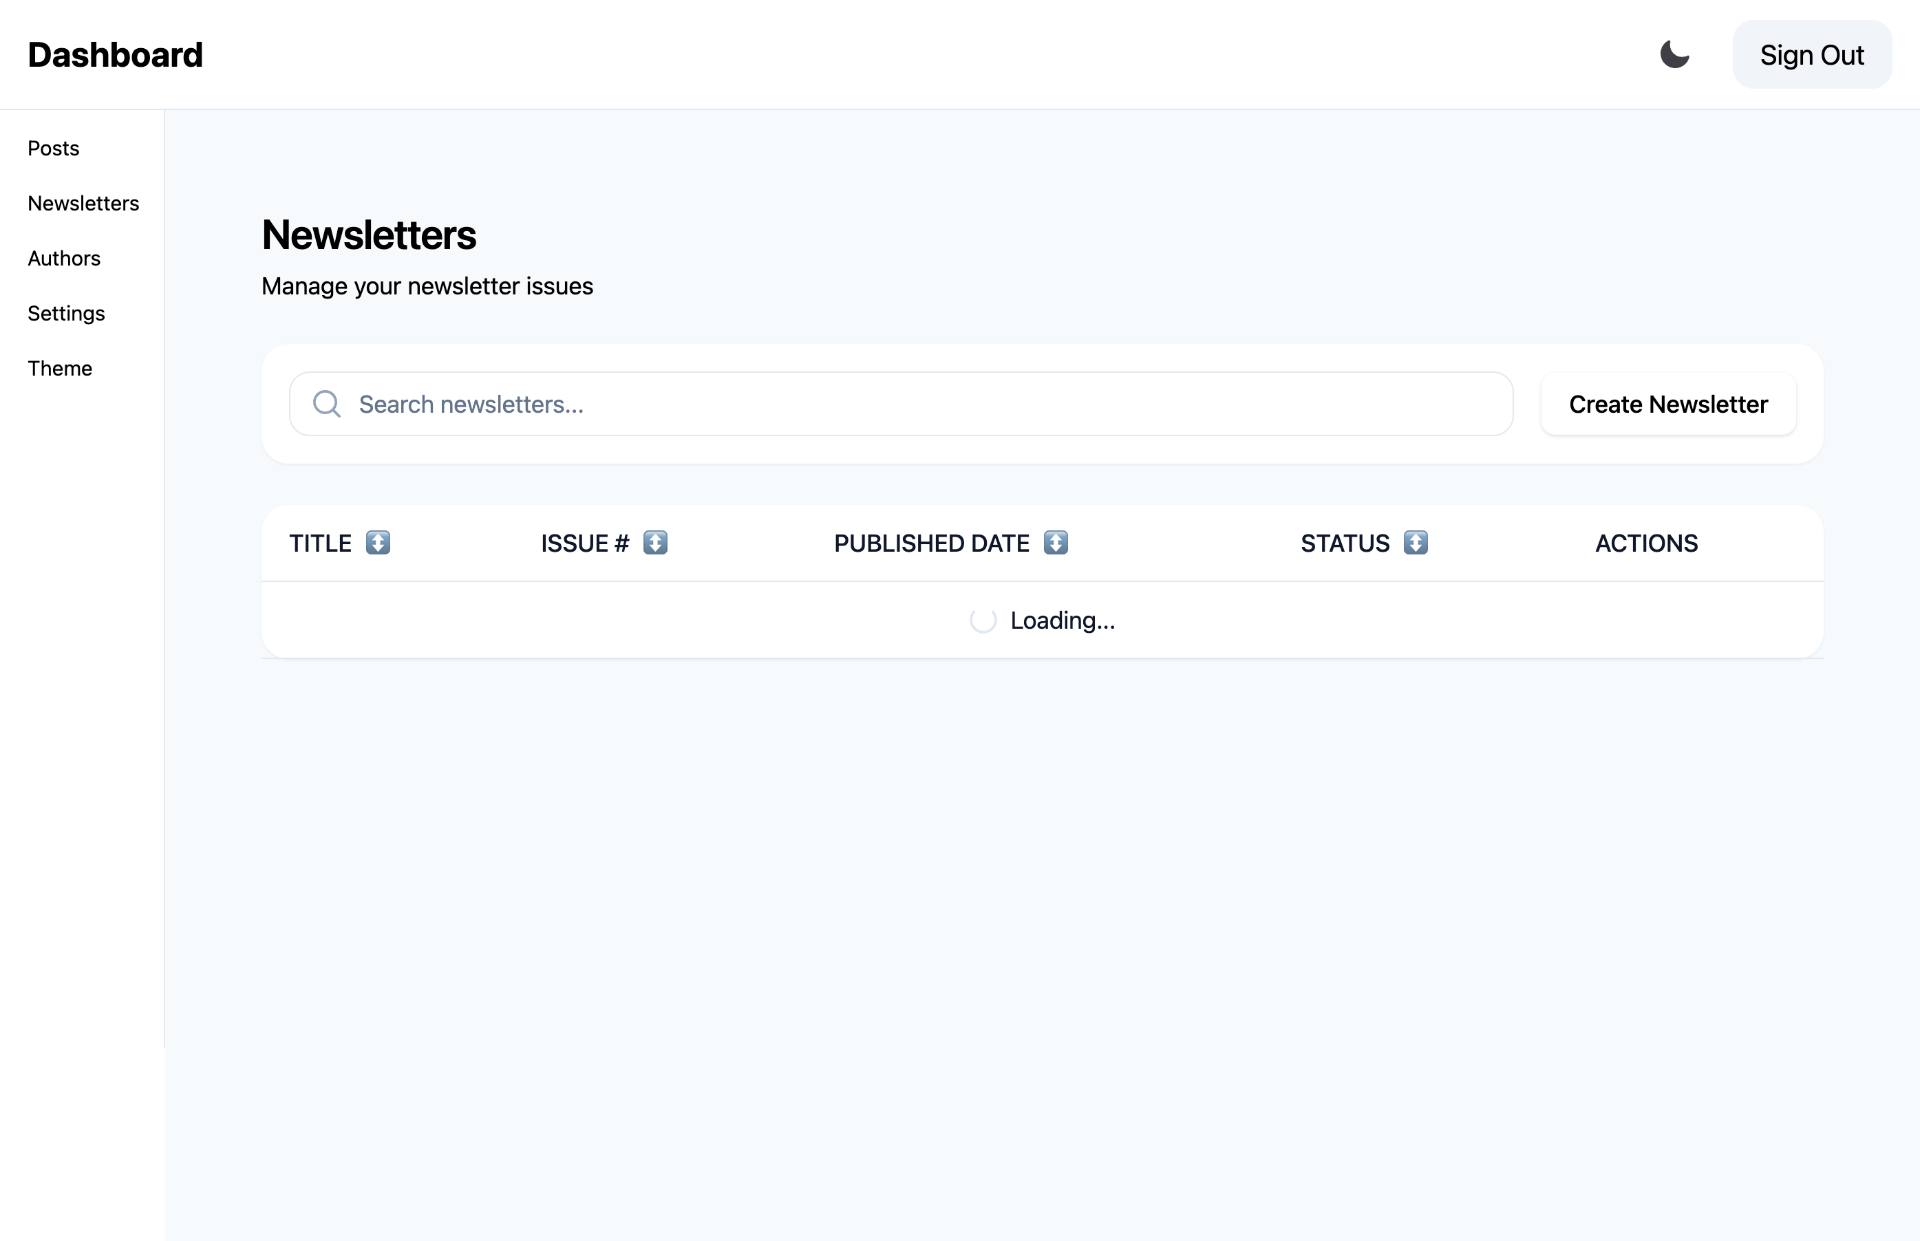 Dashboard
Sign Out
Posts
Newsletters
Authors
Settings
Theme
Newsletters
Manage your newsletter issues
Search newsletters...
Create Newsletter
TITLE ↕️ ISSUE # ↕️ PUBLISHED DATE ↕️ STATUS ↕️ ACTIONS
Loading...